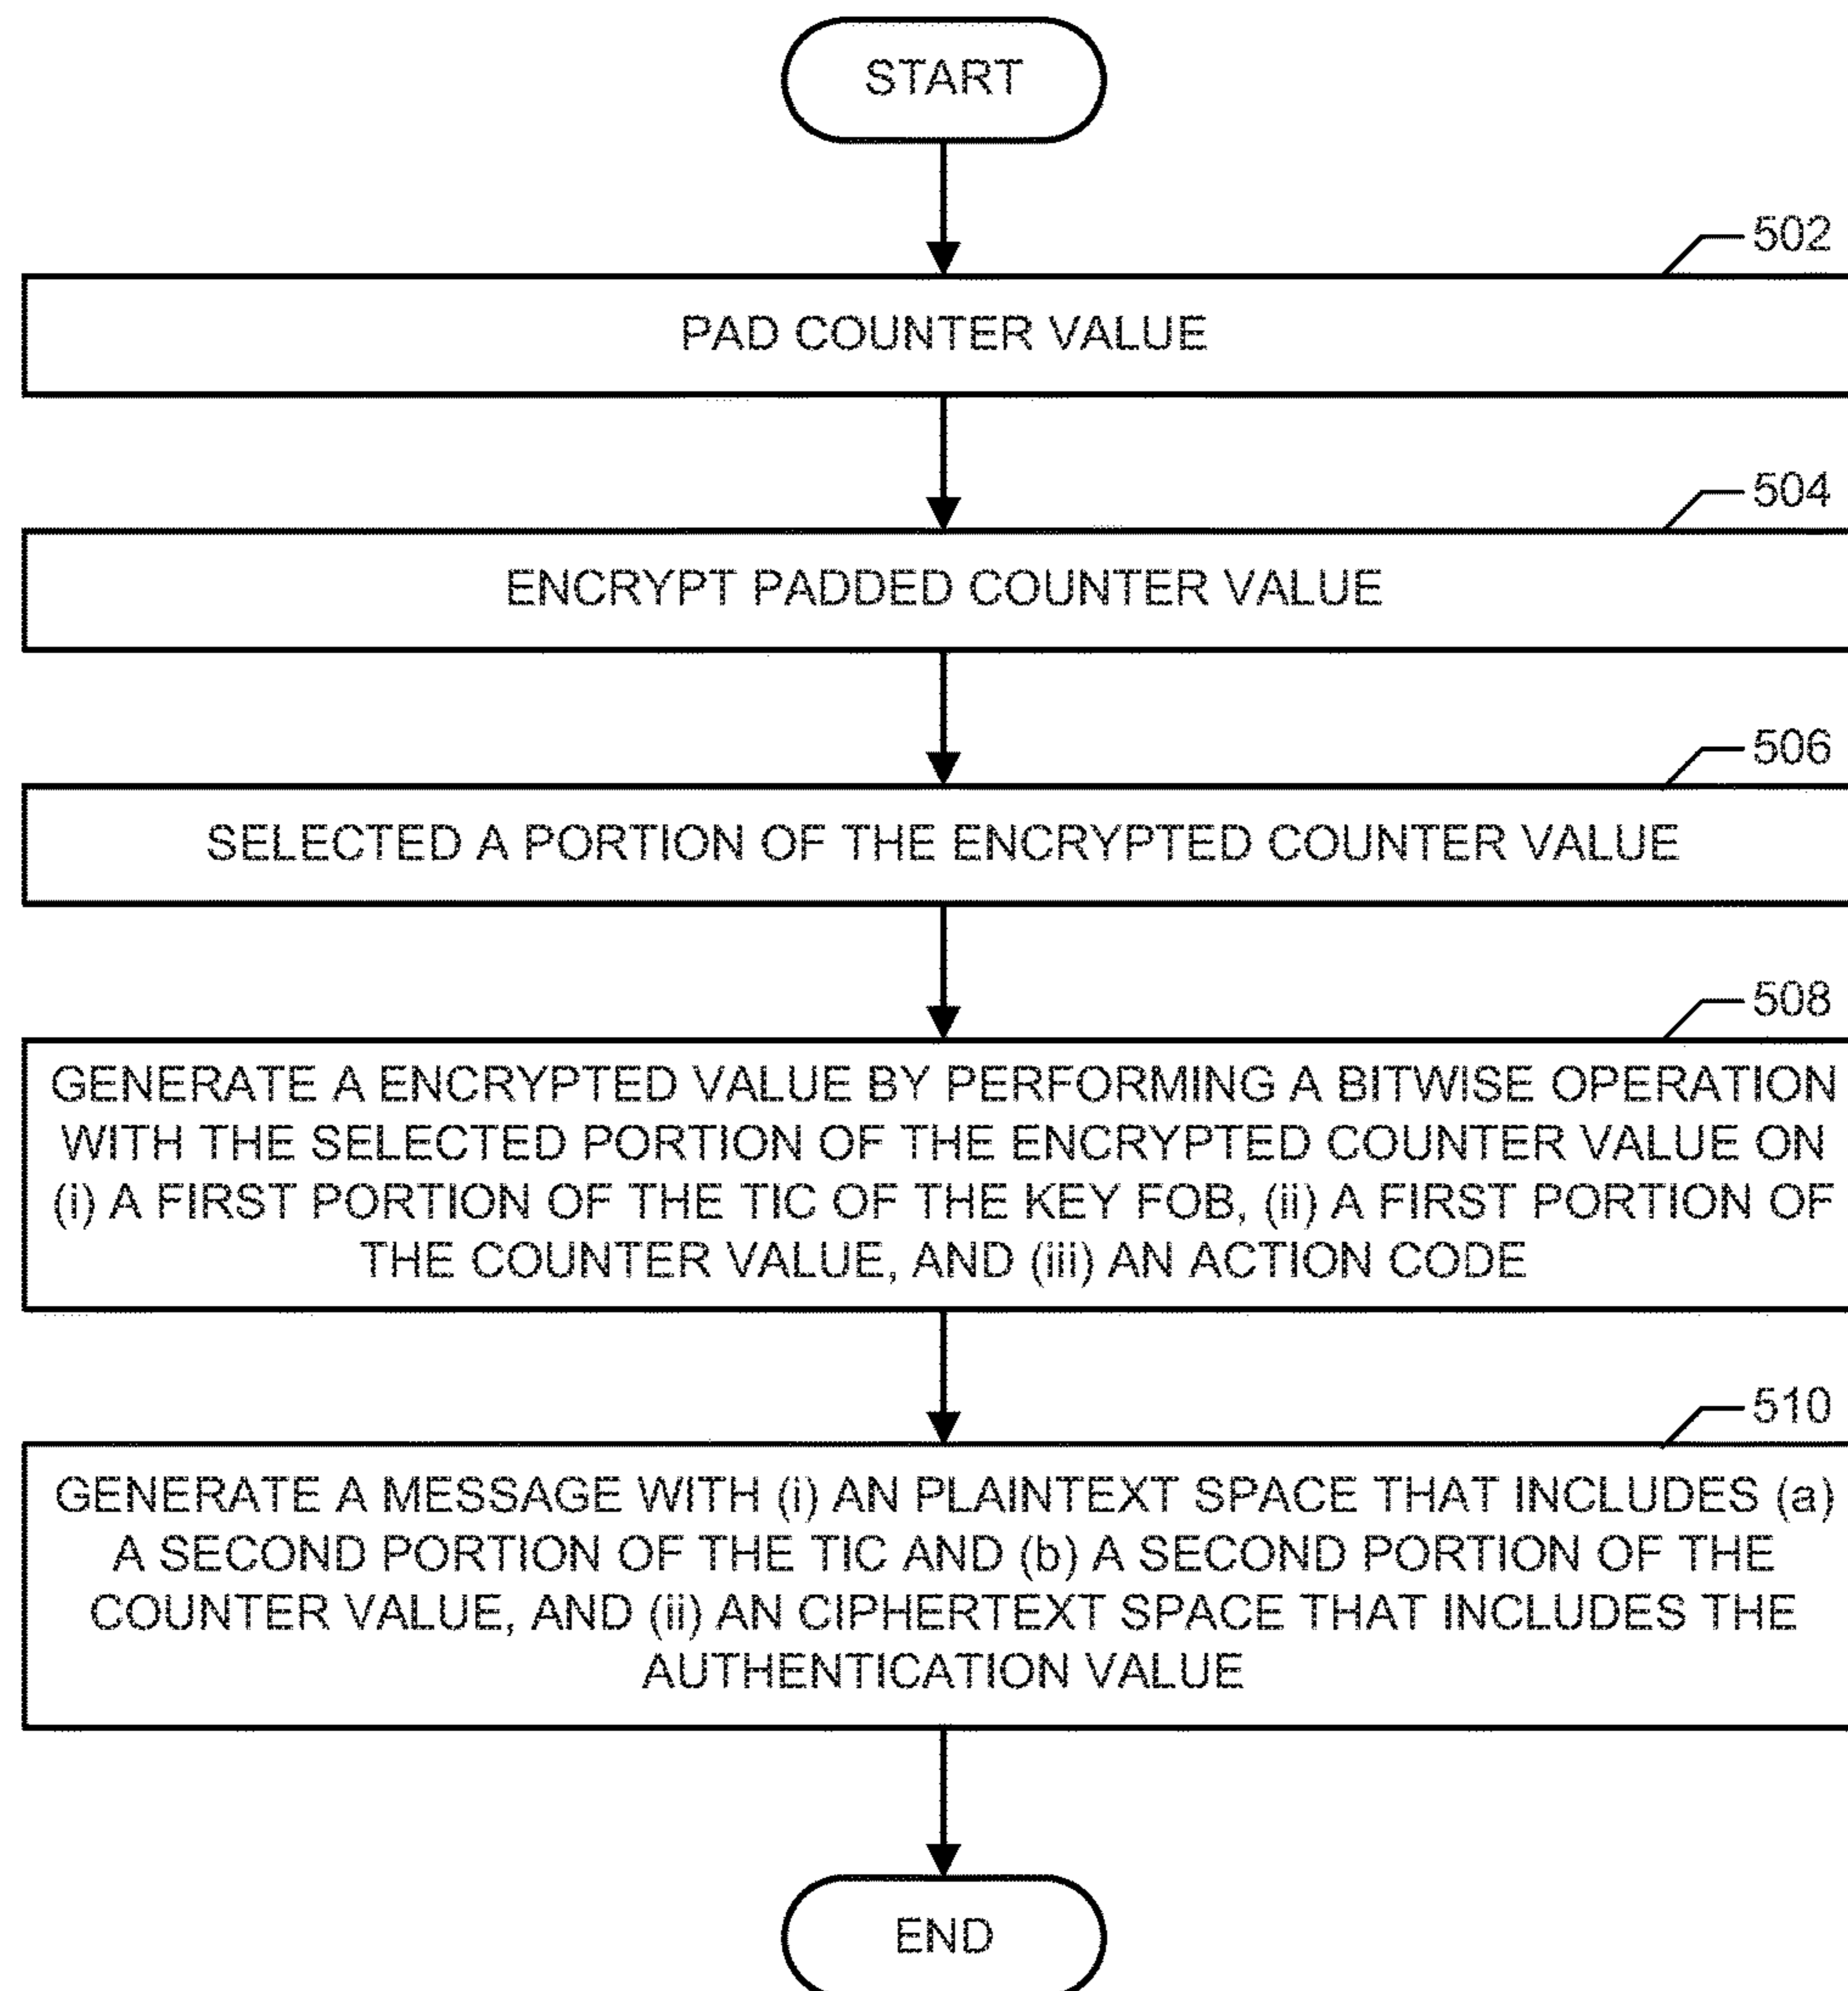 START
502
PAD COUNTER VALUE
504
ENCRYPT PADDED COUNTER VALUE
506
SELECTED A PORTION OF THE ENCRYPTED COUNTER VALUE
508
GENERATE A ENCRYPTED VALUE BY PERFORMING A BITWISE OPERATION
WITH THE SELECTED PORTION OF THE ENCRYPTED COUNTER VALUE ON
(i) A FIRST PORTION OF THE TIC OF THE KEY FOB, (ii) A FIRST PORTION OF
THE COUNTER VALUE, AND (iii) AN ACTION CODE
510
GENERATE A MESSAGE WITH (i) AN PLAINTEXT SPACE THAT INCLUDES (a)
A SECOND PORTION OF THE TIC AND (b) A SECOND PORTION OF THE
COUNTER VALUE, AND (ii) AN CIPHERTEXT SPACE THAT INCLUDES THE
AUTHENTICATION VALUE
END